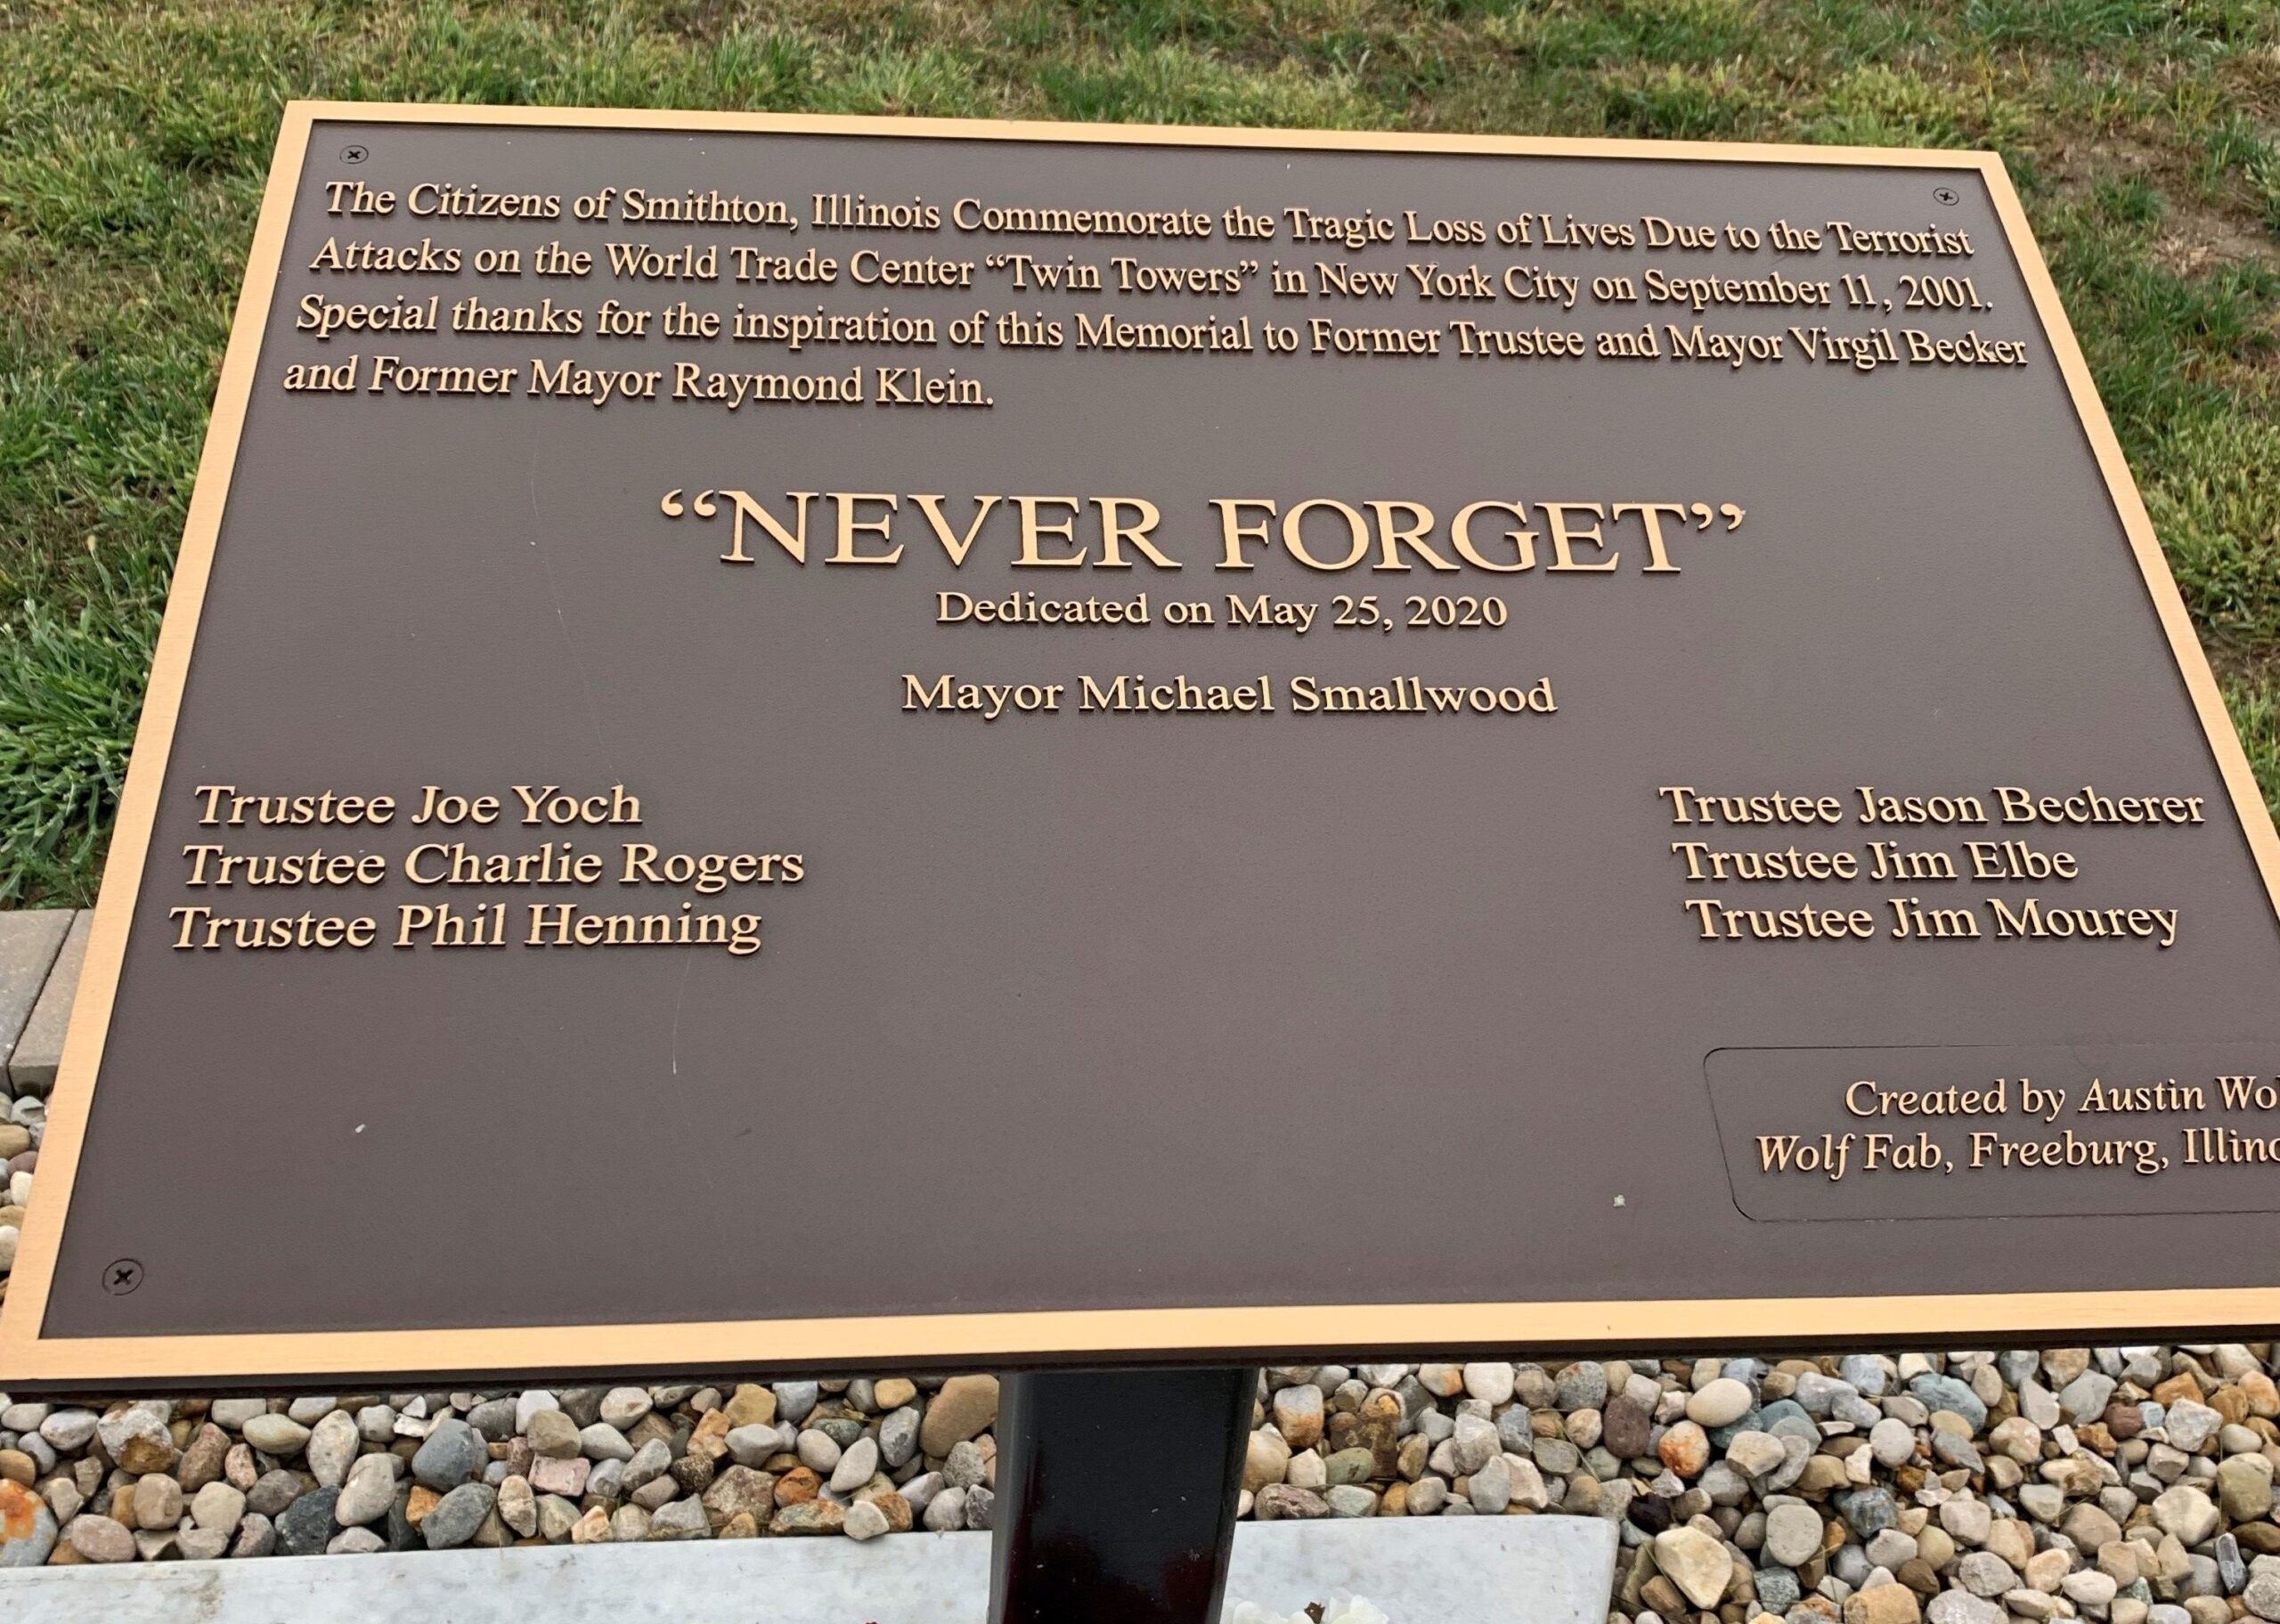 The Citizens of Smithton, Illinois Commemorate the Tragic Loss of Lives Due to the Terrorist
Attacks on the World Trade Center “Twin Towers” in New York City on September 11, 2001.
Special thanks for the inspiration of this Memorial to Former Trustee and Mayor Virgil Becker
and Former Mayor Raymond Klein.
“NEVER FORGET”
Dedicated on May 25, 2020
Mayor Michael Smallwood
Trustee Joe Yoch
Trustee Charlie Rogers
Trustee Phil Henning
Trustee Jason Becherer
Trustee Jim Elbe
Trustee Jim Mourey
Created by Austin
Wolf Fab, Freeburg,